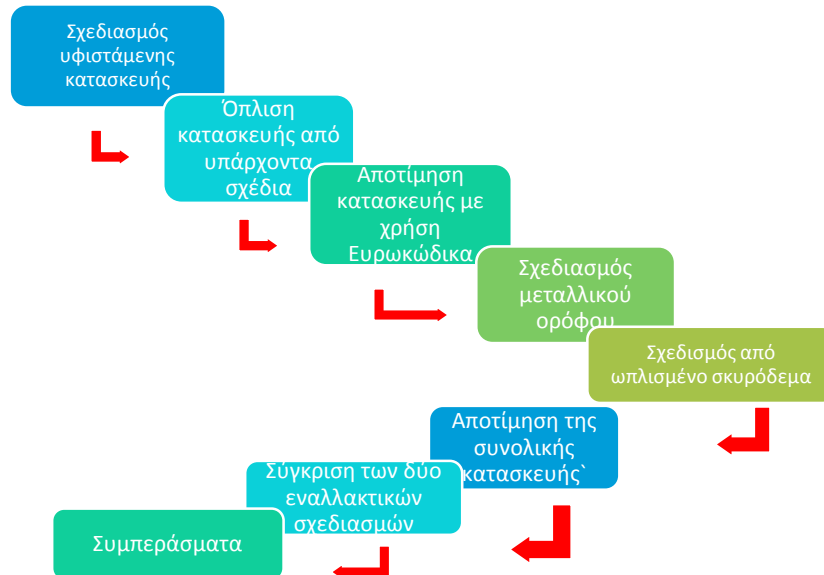 Σχεδιασμός
υφιστάμενης
κατασκευής
Όπλιση
κατασκευής από
υπάρχοντα
σχέδια
Αποτίμηση
κατασκευής με
χρήση
Ευρωκώδικα
Σχεδιασμός
μεταλλικού
ορόφου
Σχεδισμός από
ωπλισμένο σκυρόδεμα
Αποτίμηση της
συνολικής
κατασκευής`
Σύγκριση των δύο
εναλλακτικών
σχεδιασμών
Συμπεράσματα